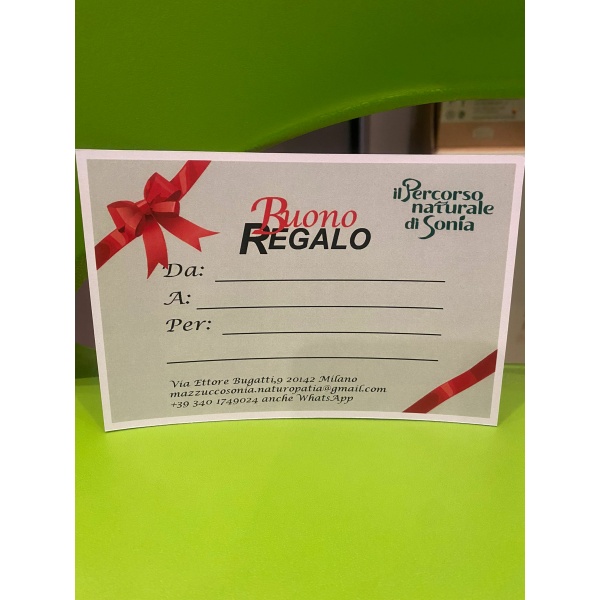 Buono
REGALO
il Percorso
naturale
di Sonia
Da:
A:
Per:
Via Ettore Bugatti,9 20142 Milano
mazzuccosonia.naturopatia@gmail.com
+39 340 1749024 anche WhatsApp